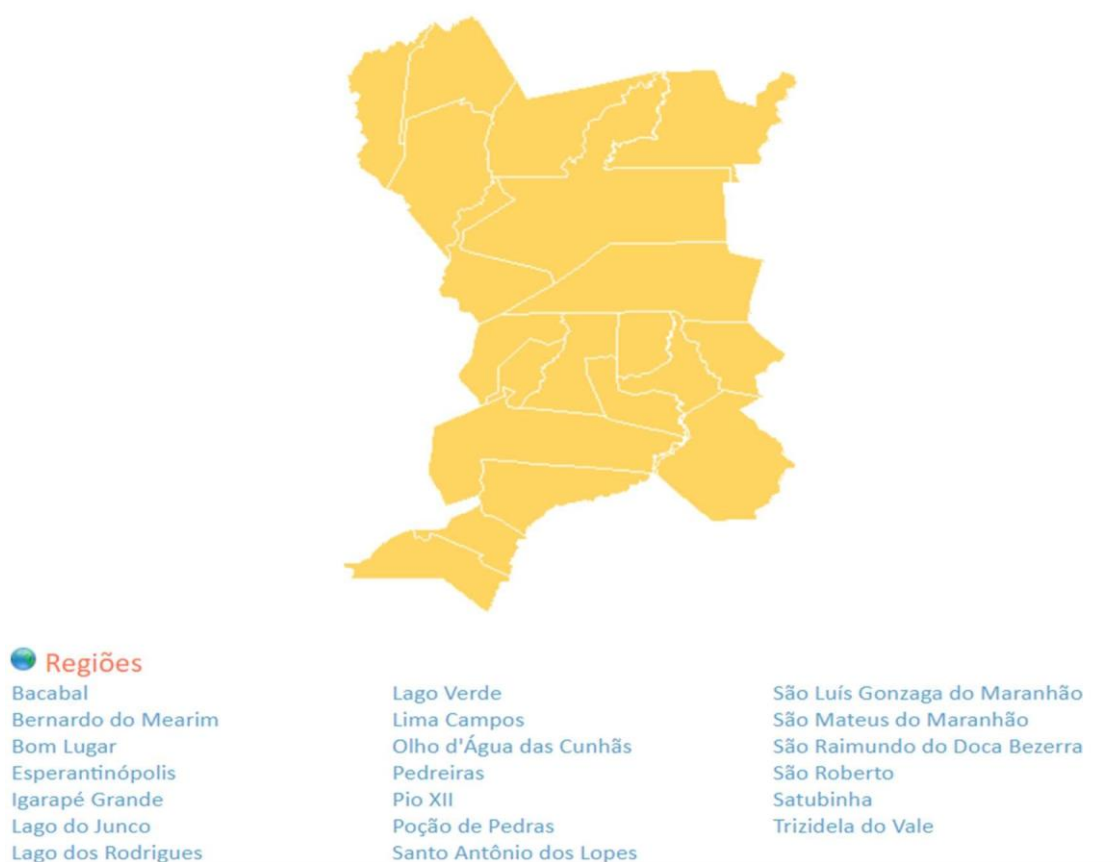 Regiões
Bacabal
Bernardo do Mearim
Bom Lugar
Esperantinópolis
Igarapé Grande
Lago do Junco
Lago dos Rodrigues
Lago Verde
Lima Campos
Olho d'Água das Cunhãs
Pedreiras
Pio XII
Poção de Pedras
Santo Antônio dos Lopes
São Luís Gonzaga do Maranhão
São Mateus do Maranhão
São Raimundo do Doca Bezerra
São Roberto
Satubinha
Trizidela do Vale